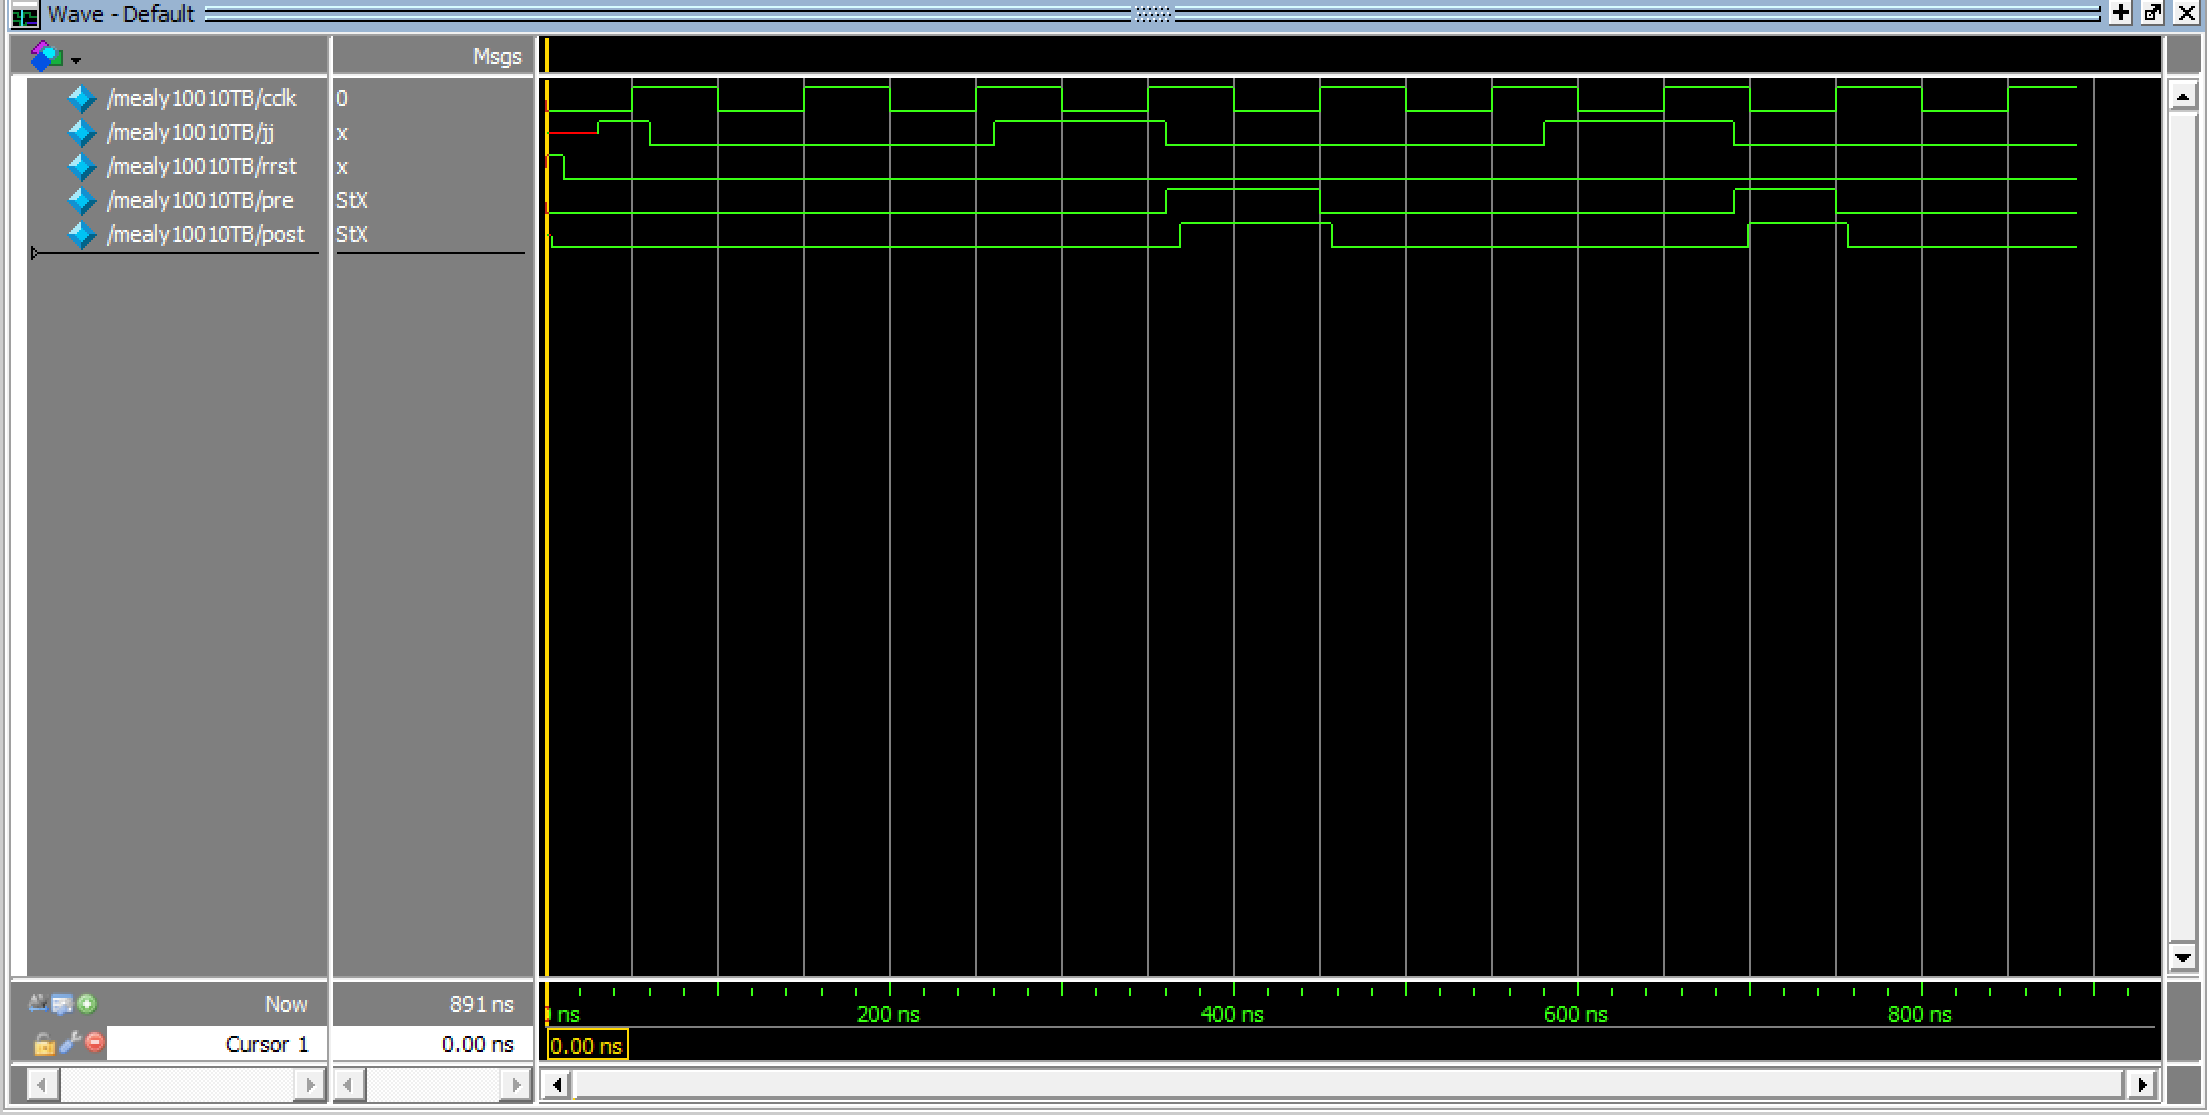 Wave - Default
Msgs
/mealy10010TB/cclk 0
/mealy10010TB/jj x
/mealy10010TB/rrst x
/mealy10010TB/pre StX
/mealy10010TB/post StX
Now 891 ns
ns 200 ns 400 ns 600 ns 800 ns
Cursor 1 0.00 ns 0.00 ns